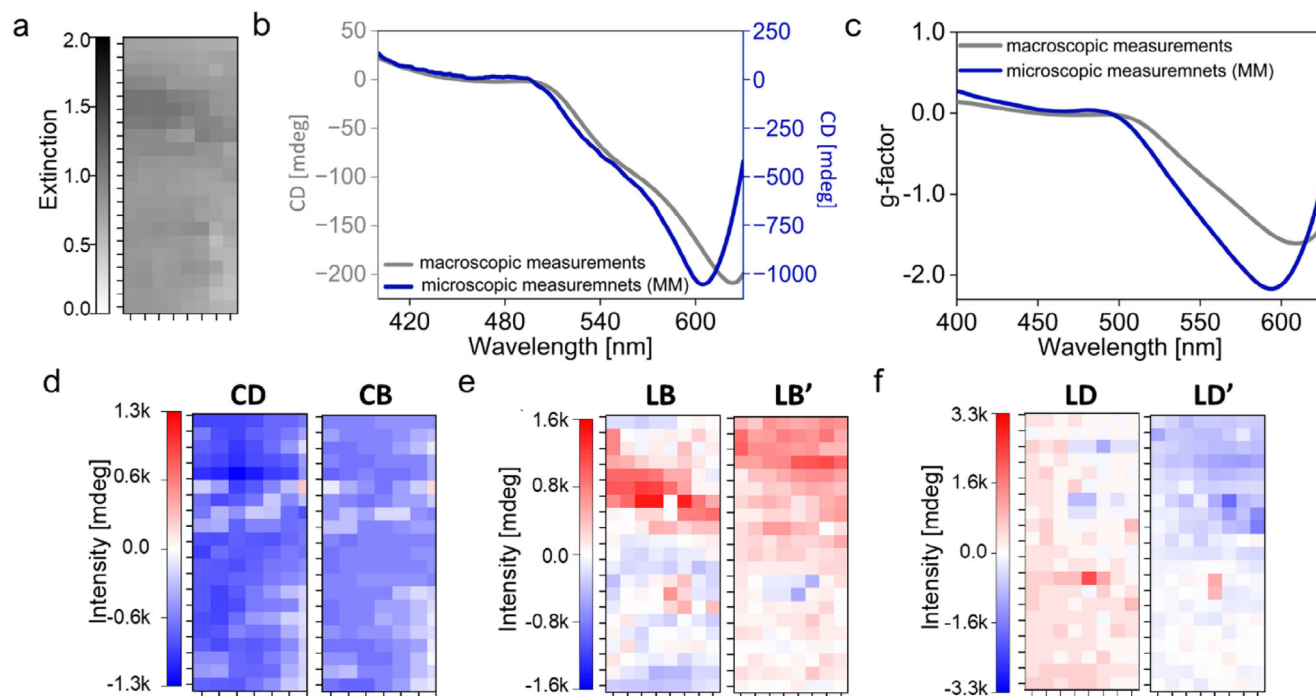 a
2.0
1.5
1.0
0.5
0.0
Extinction
b
50
0
−50
−100
−150
−200
CD [mdeg]
250
0
−250
−500
−750
−1000
CD [mdeg]
macroscopic measurements
microscopic measuremnets (MM)
420 480 540 600
Wavelength [nm]
c
1.0
0.0
-1.0
-2.0
g-factor
macroscopic measurements
microscopic measuremnets (MM)
400 450 500 550 600
Wavelength [nm]
d
CD CB
1.3k
0.6k
0.0
-0.6k
-1.3k
Intensity [mdeg]
e
LB LB’
1.6k
0.8k
0.0
-0.8k
-1.6k
Intensity [mdeg]
f
LD LD’
3.3k
1.6k
0.0
-1.6k
-3.3k
Intensity [mdeg]